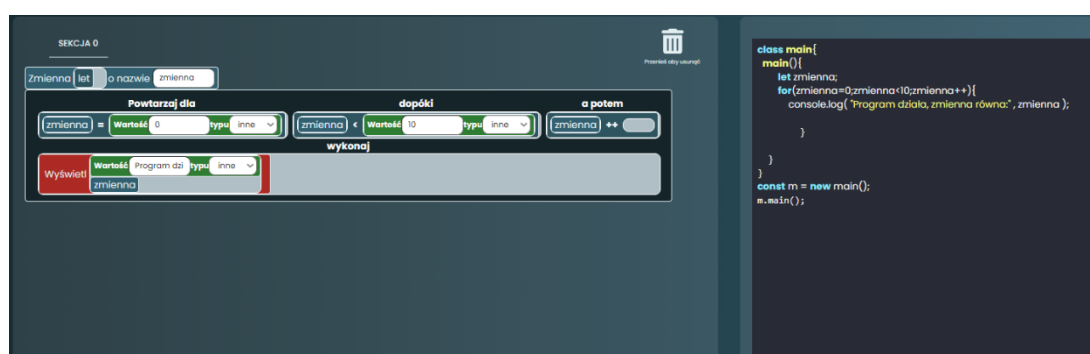 SEKCJA 0
Przenieś aby usunąć
Zmienna let o nazwie zmienna
Powtarzaj dla dopóki a potem
zmienna = Wartość 0 typu inne zmienna < Wartość 10 typu inne zmienna ++
wykonaj
Wyświetl Wartość Program dzi typu inne
zmienna
class main{
main(){
let zmienna;
for(zmienna=0;zmienna<10;zmienna++){
console.log( "Program działa, zmienna równa:" , zmienna );
}
}
}
const m = new main();
m.main();